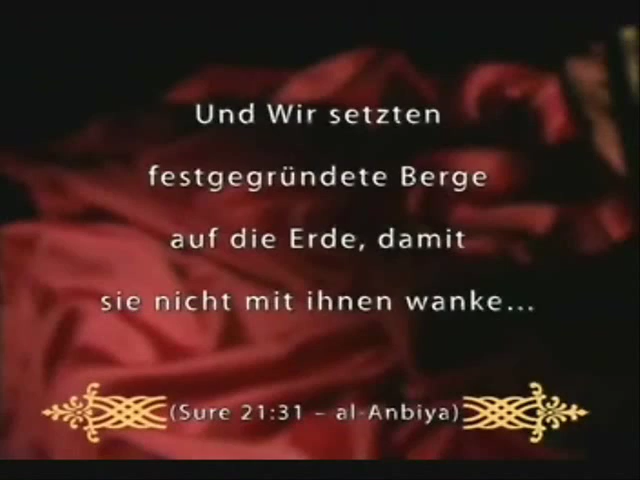 Und Wir setzten
festgegründete Berge
auf die Erde, damit
sie nicht mit ihnen wanke...
(Sure 21:31 – al-Anbiya)